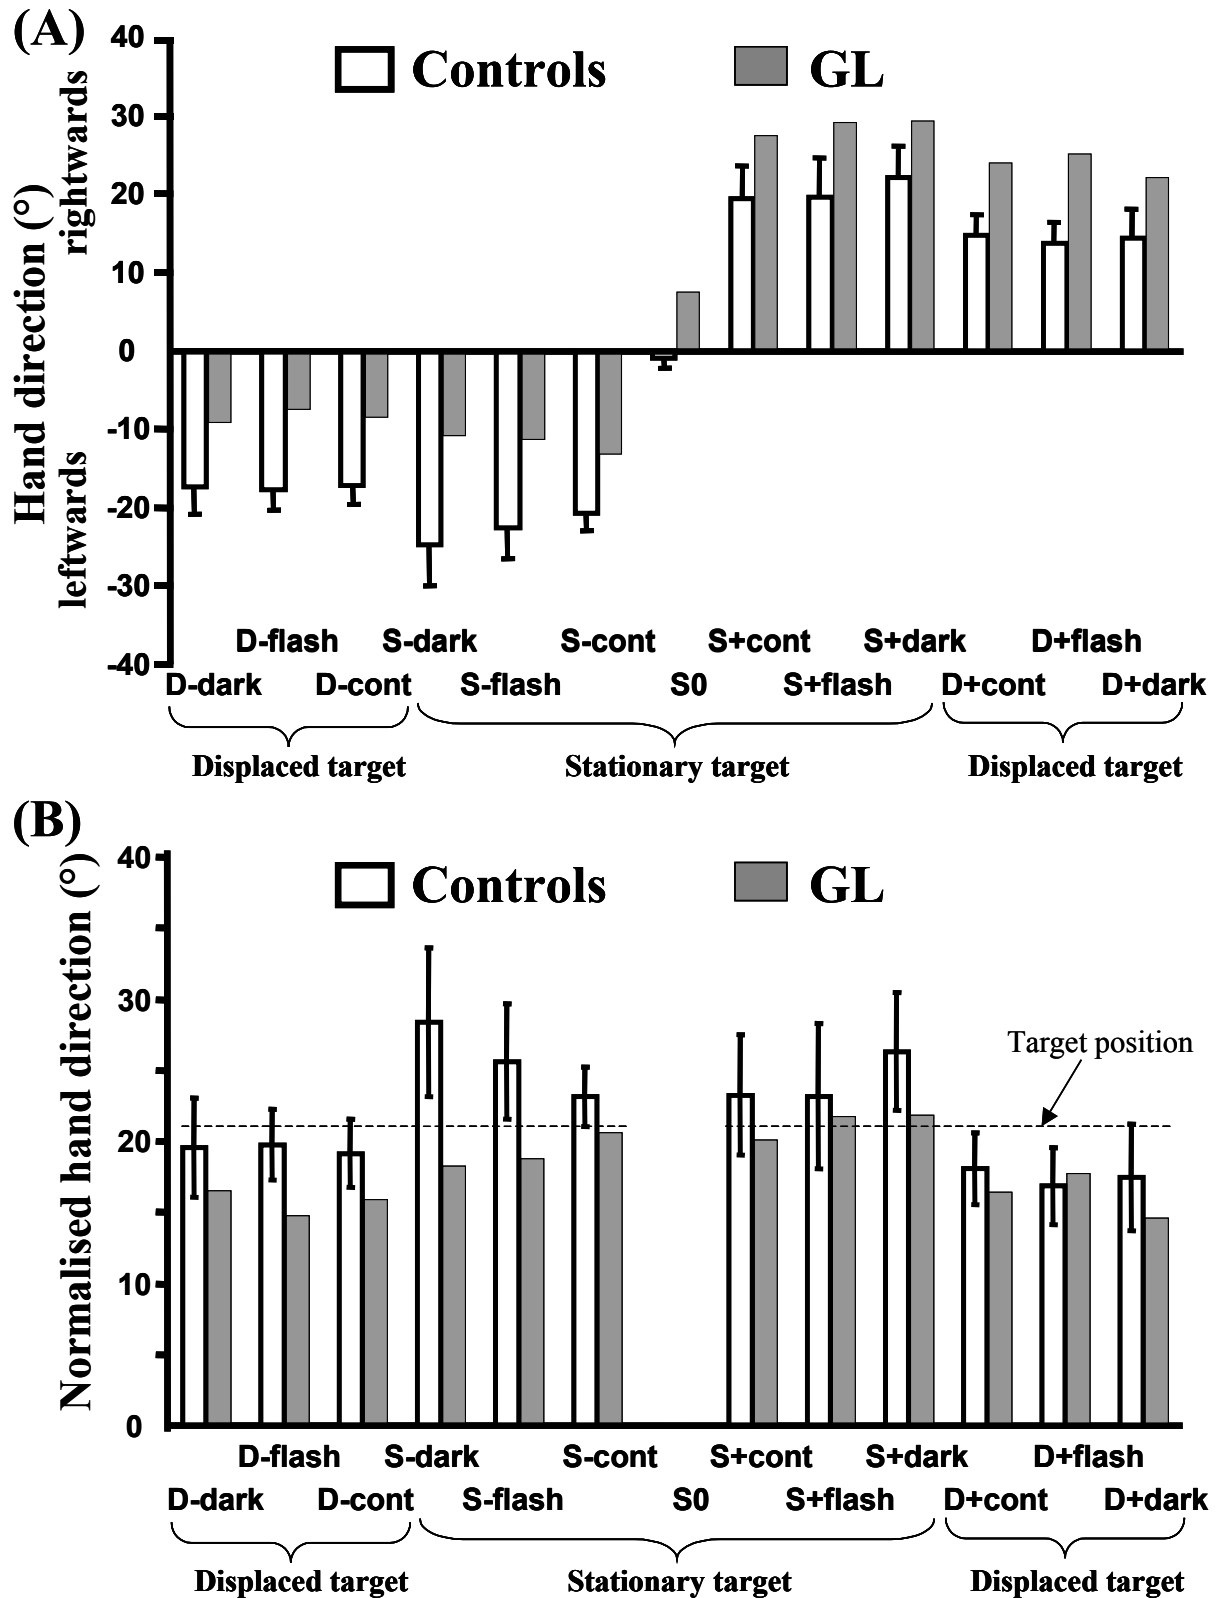 (A)
Controls GL
Hand direction (°)
leftwards rightwards
40
30
20
10
0
-10
-20
-30
-40
D-flash S-dark S-cont S+cont S+dark D+flash
D-dark D-cont S-flash S0 S+flash D+cont D+dark
Displaced target Stationary target Displaced target
(B)
Controls GL
Normalised hand direction (°)
40
30
20
10
0
Target position
D-flash S-dark S-cont S+cont S+dark D+flash
D-dark D-cont S-flash S0 S+flash D+cont D+dark
Displaced target Stationary target Displaced target